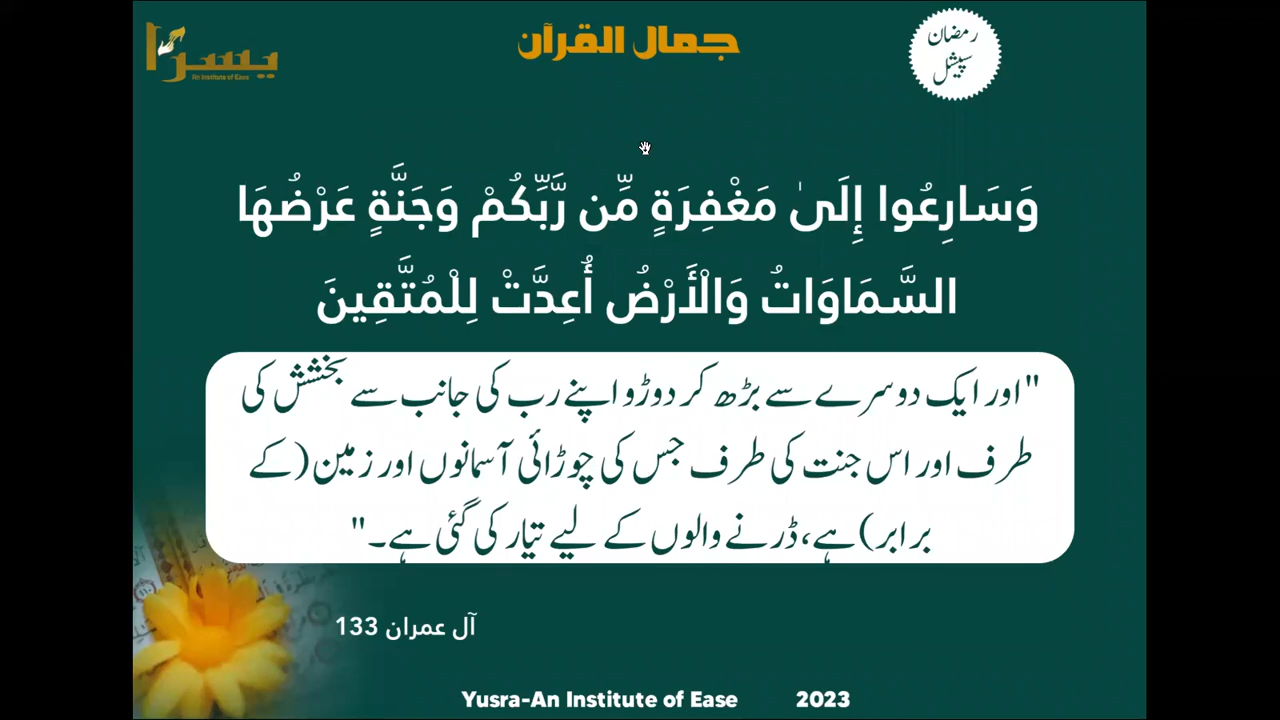 یسرا
An Institute of Ease
جمال القرآن
رمضان
سپیشل
وَسَارِعُوا إِلَىٰ مَغْفِرَةٍ مِّن رَّبِّكُمْ وَجَنَّةٍ عَرْضُهَا
السَّمَاوَاتُ وَالْأَرْضُ أُعِدَّتْ لِلْمُتَّقِينَ
"اور ایک دوسرے سے بڑھ کر دوڑو اپنے رب کی جانب سے بخشش کی
طرف اور اس جنت کی طرف جس کی چوڑائی آسمانوں اور زمین (کے
برابر) ہے، ڈرنے والوں کے لیے تیار کی گئی ہے۔"
آل عمران 133
Yusra-An Institute of Ease 2023